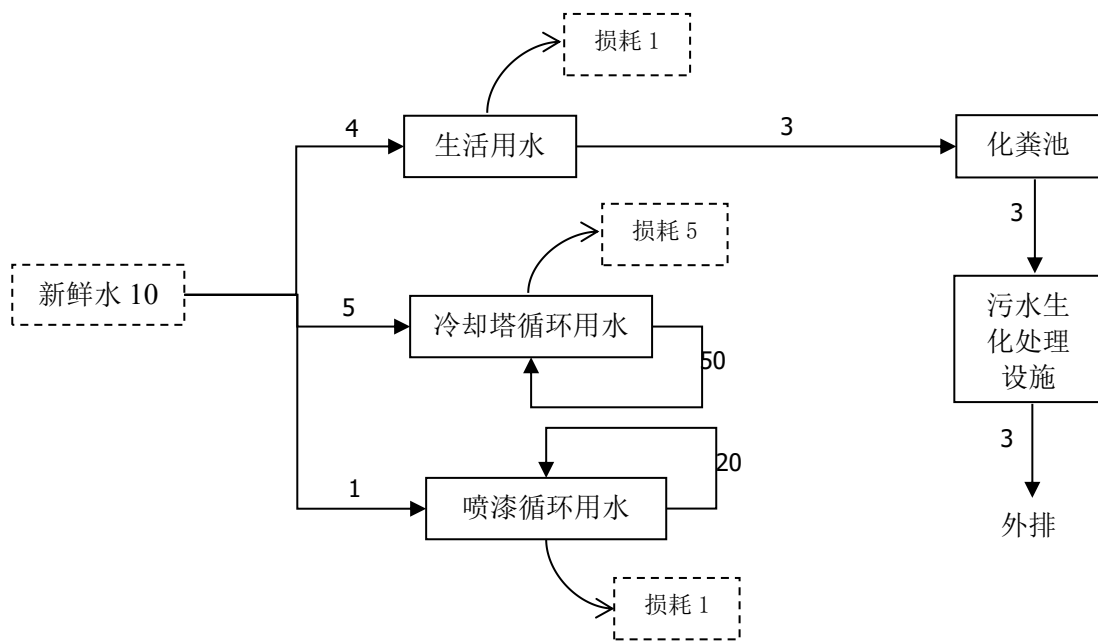 损耗 1
4
生活用水
3
化粪池
3
损耗 5
新鲜水 10
5
冷却塔循环用水
50
污水生
化处理
设施
3
20
1
喷漆循环用水
外排
损耗 1